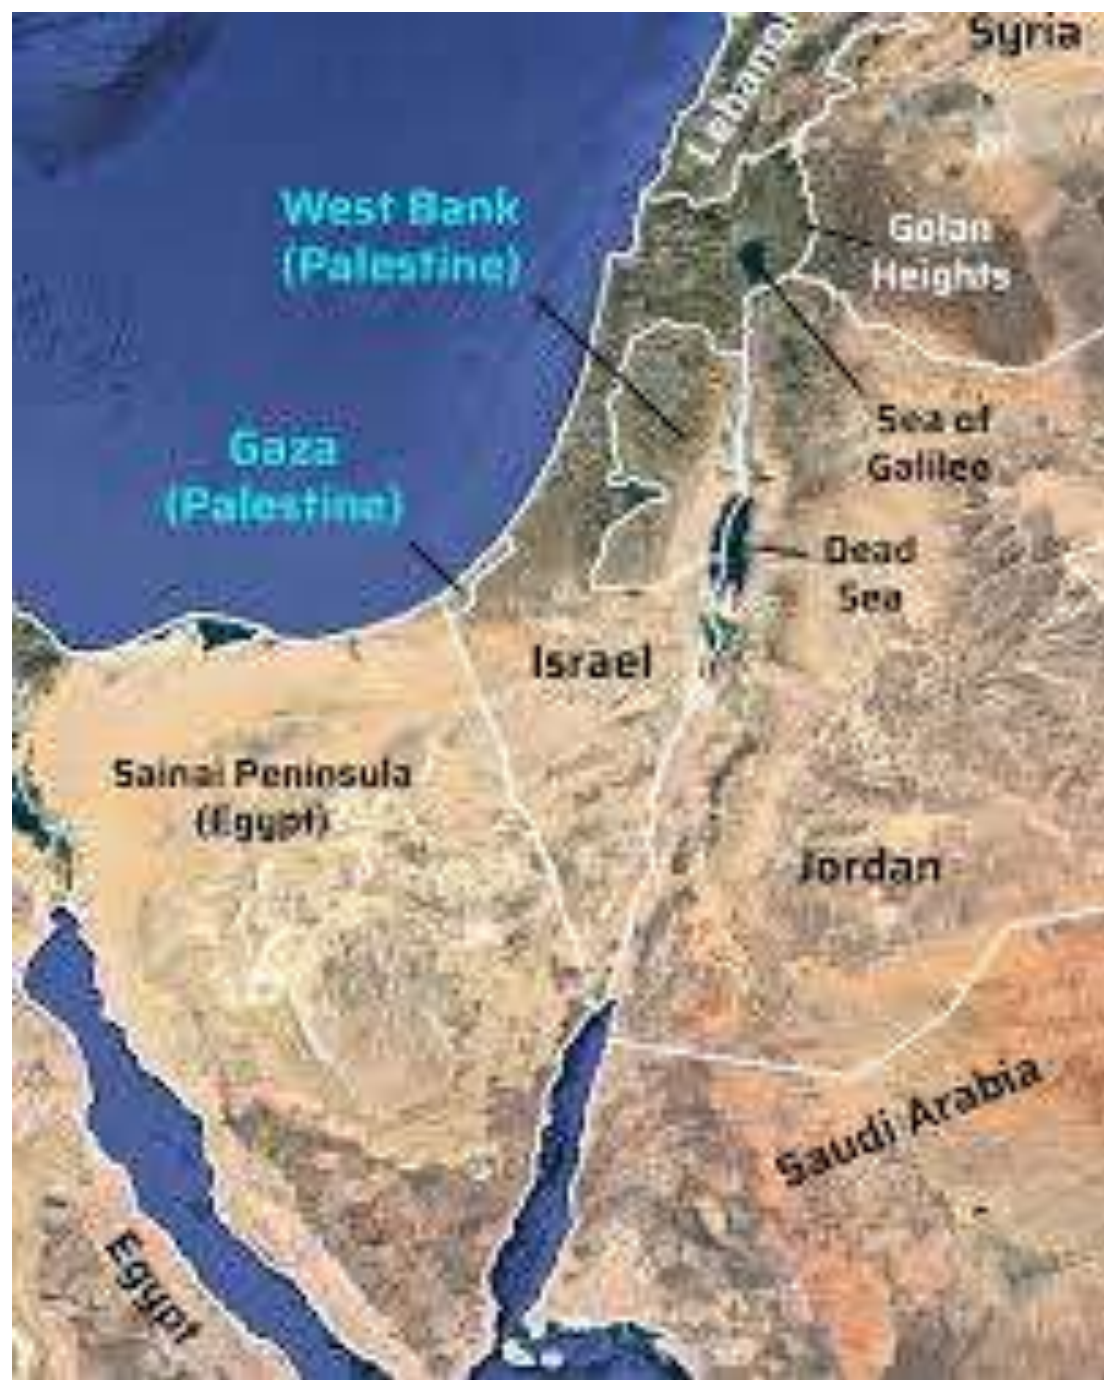 Syria
Lebanon
West Bank
(Palestine)
Golan
Heights
Gaza
(Palestine)
Sea of
Galilee
Dead
Sea
Israel
Sainai Peninsula
(Egypt)
Jordan
Saudi Arabia
Egypt